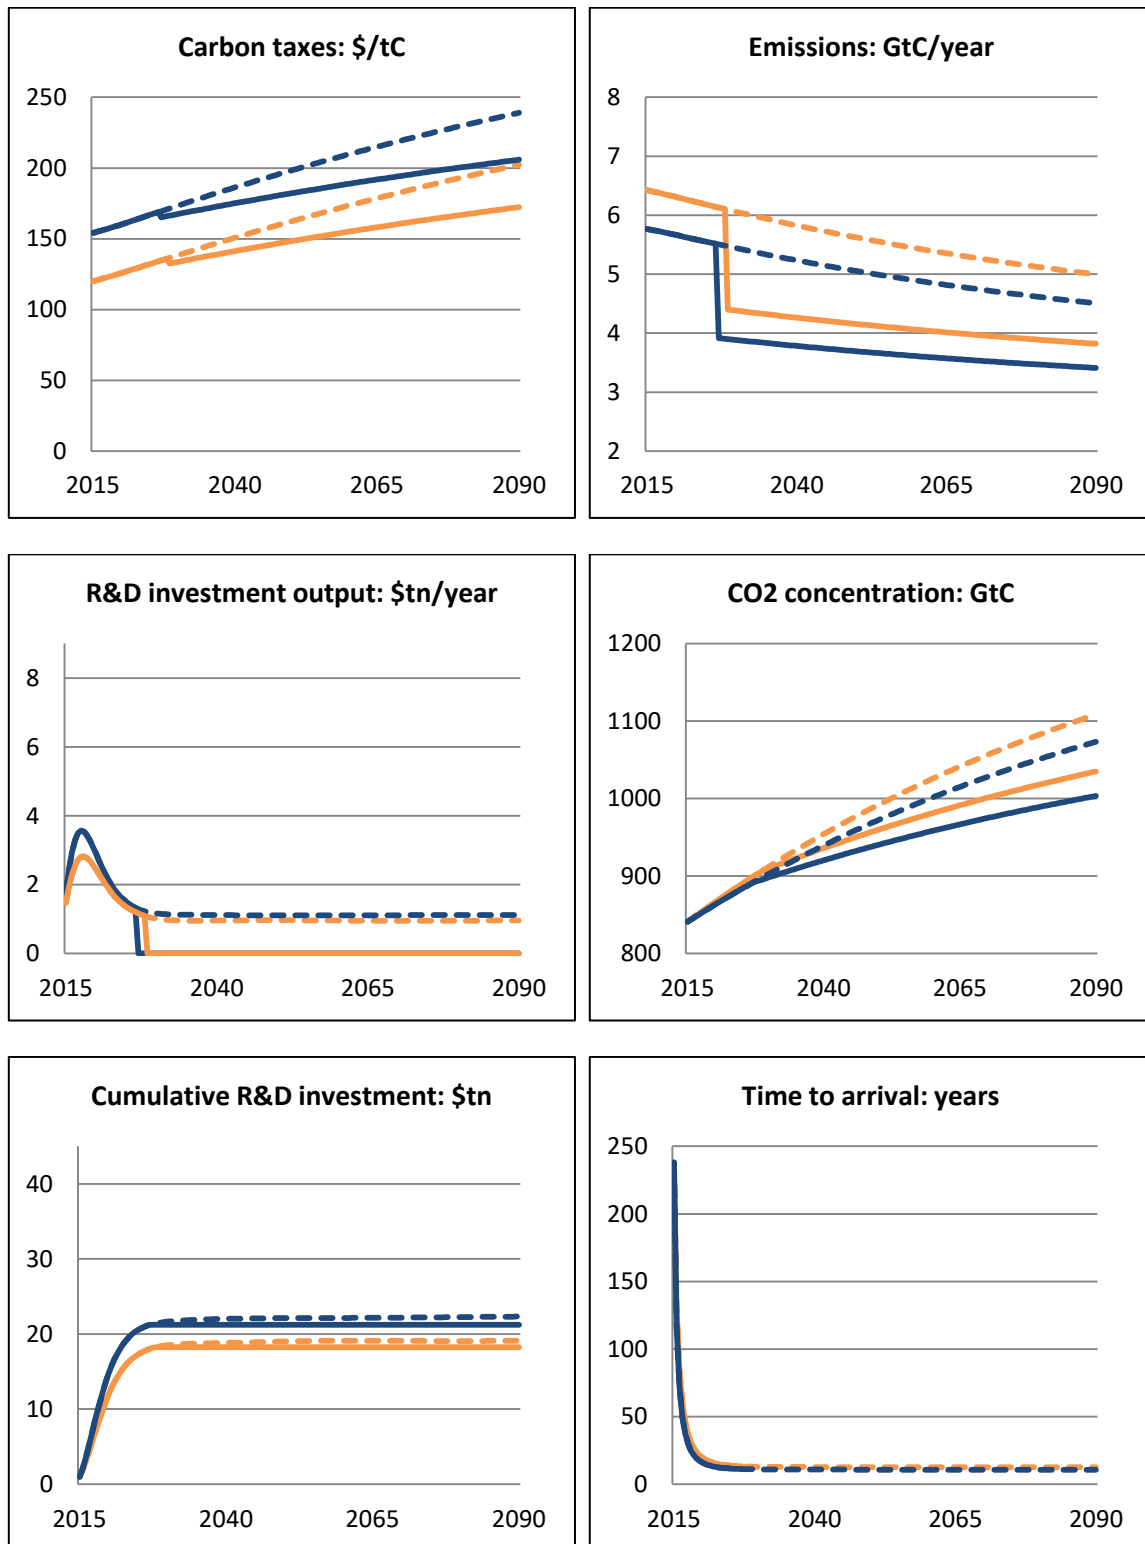 Carbon taxes: $/tC
250
200
150
100
50
0
2015 2040 2065 2090
Emissions: GtC/year
8
7
6
5
4
3
2
2015 2040 2065 2090
R&D investment output: $tn/year
8
6
4
2
0
2015 2040 2065 2090
CO2 concentration: GtC
1200
1100
1000
900
800
2015 2040 2065 2090
Cumulative R&D investment: $tn
40
30
20
10
0
2015 2040 2065 2090
Time to arrival: years
250
200
150
100
50
0
2015 2040 2065 2090